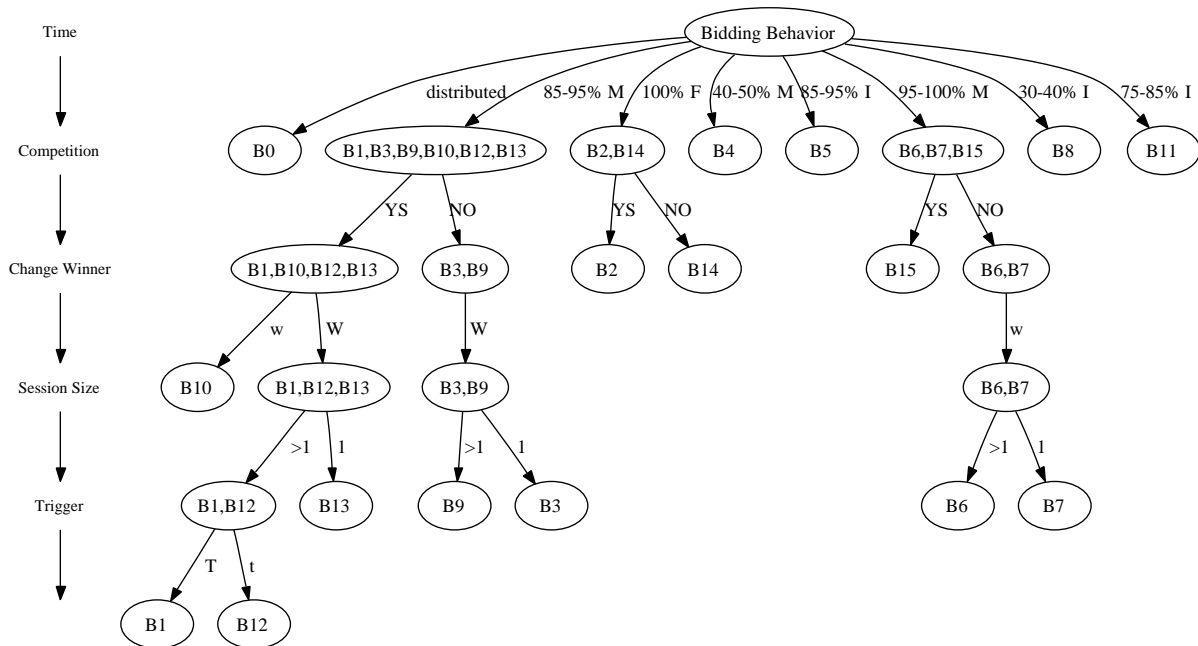 Time
Bidding Behavior
distributed
85-95% M
100% F
40-50% M
85-95% I
95-100% M
30-40% I
75-85% I
Competition
B0
B1,B3,B9,B10,B12,B13
B2,B14
B4
B5
B6,B7,B15
B8
B11
YS
NO
YS
NO
YS
NO
Change Winner
B1,B10,B12,B13
B3,B9
B2
B14
B15
B6,B7
w
W
W
w
Session Size
B10
B1,B12,B13
B3,B9
B6,B7
>1
1
>1
1
>1
1
Trigger
B1,B12
B13
B9
B3
B6
B7
T
t
B1
B12